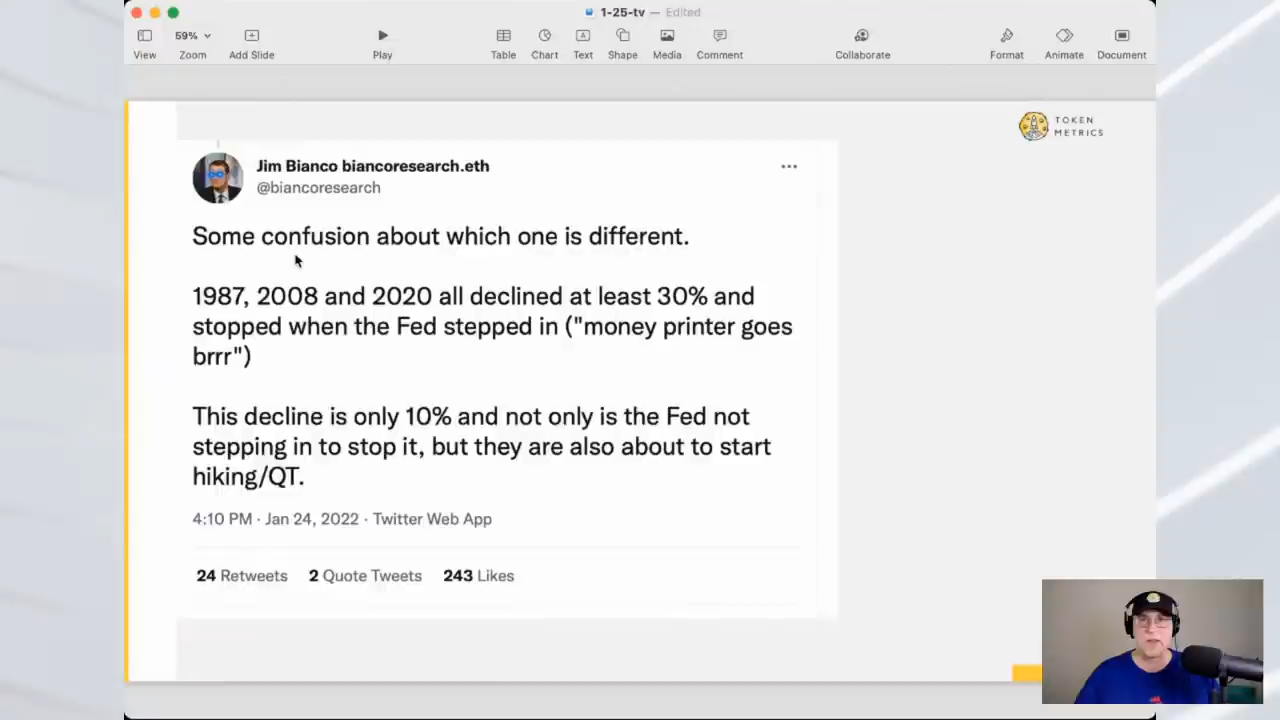 1-25-tv — Edited
59%
View
Zoom
Add Slide
Play
Table
Chart
Text
Shape
Media
Comment
Collaborate
Format
Animate
Document
TOKEN
METRICS
Jim Bianco biancoresearch.eth
@biancoresearch
Some confusion about which one is different.
1987, 2008 and 2020 all declined at least 30% and
stopped when the Fed stepped in ("money printer goes
brrr")
This decline is only 10% and not only is the Fed not
stepping in to stop it, but they are also about to start
hiking/QT.
4:10 PM · Jan 24, 2022 · Twitter Web App
24 Retweets 2 Quote Tweets 243 Likes